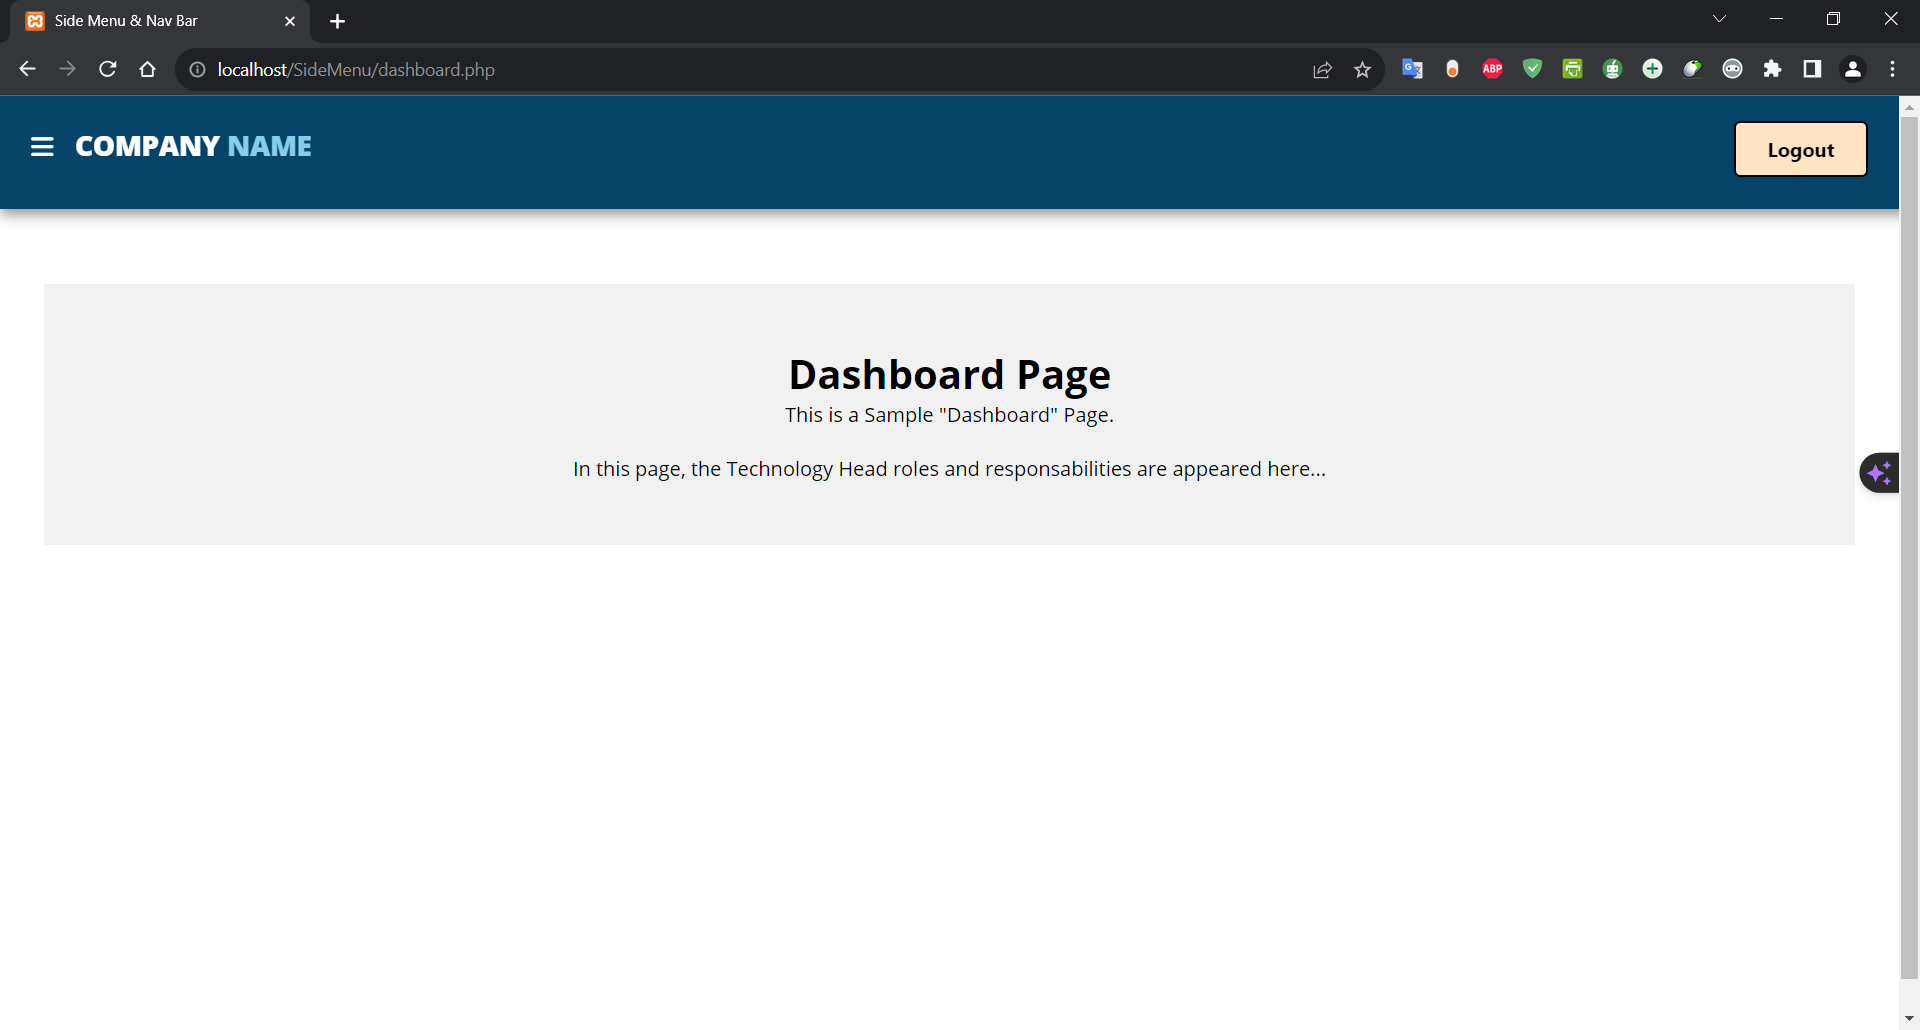 Side Menu & Nav Bar
localhost/SideMenu/dashboard.php
ABP
COMPANY NAME
Logout
Dashboard Page
This is a Sample "Dashboard" Page.
In this page, the Technology Head roles and responsabilities are appeared here...